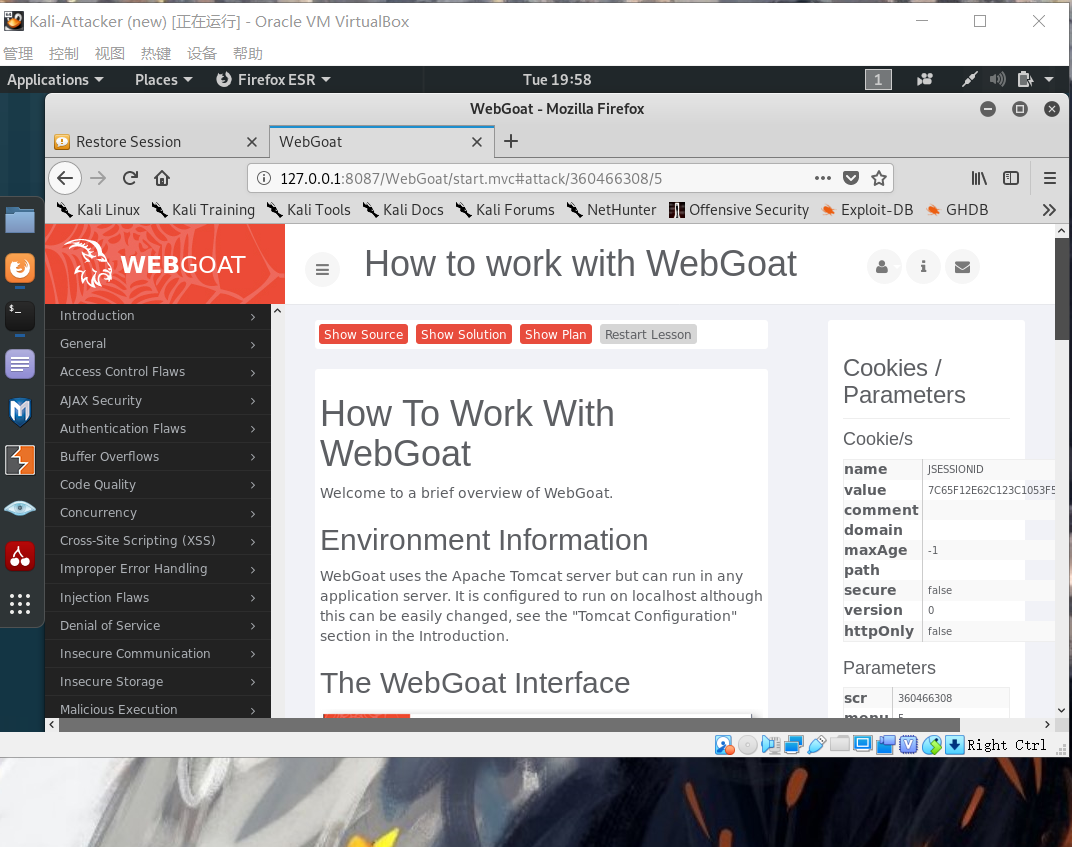 Kali-Attacker (new) [正在运行] - Oracle VM VirtualBox
管理 控制 视图 热键 设备 帮助
Applications Places Firefox ESR Tue 19:58 1
WebGoat - Mozilla Firefox
Restore Session WebGoat
127.0.0.1:8087/WebGoat/start.mvc#attack/360466308/5
Kali Linux Kali Training Kali Tools Kali Docs Kali Forums NetHunter Offensive Security Exploit-DB GHDB
WEBGOAT
How to work with WebGoat
Introduction
General
Access Control Flaws
AJAX Security
Authentication Flaws
Buffer Overflows
Code Quality
Concurrency
Cross-Site Scripting (XSS)
Improper Error Handling
Injection Flaws
Denial of Service
Insecure Communication
Insecure Storage
Malicious Execution
Show Source Show Solution Show Plan Restart Lesson
How To Work With
WebGoat
Welcome to a brief overview of WebGoat.
Environment Information
WebGoat uses the Apache Tomcat server but can run in any
application server. It is configured to run on localhost although
this can be easily changed, see the "Tomcat Configuration"
section in the Introduction.
The WebGoat Interface
Cookies /
Parameters
Cookie/s
name JSESSIONID
value 7C65F12E62C123C1053F5
comment
domain
maxAge -1
path
secure false
version 0
httpOnly false
Parameters
scr 360466308
menu 5
Right Ctrl